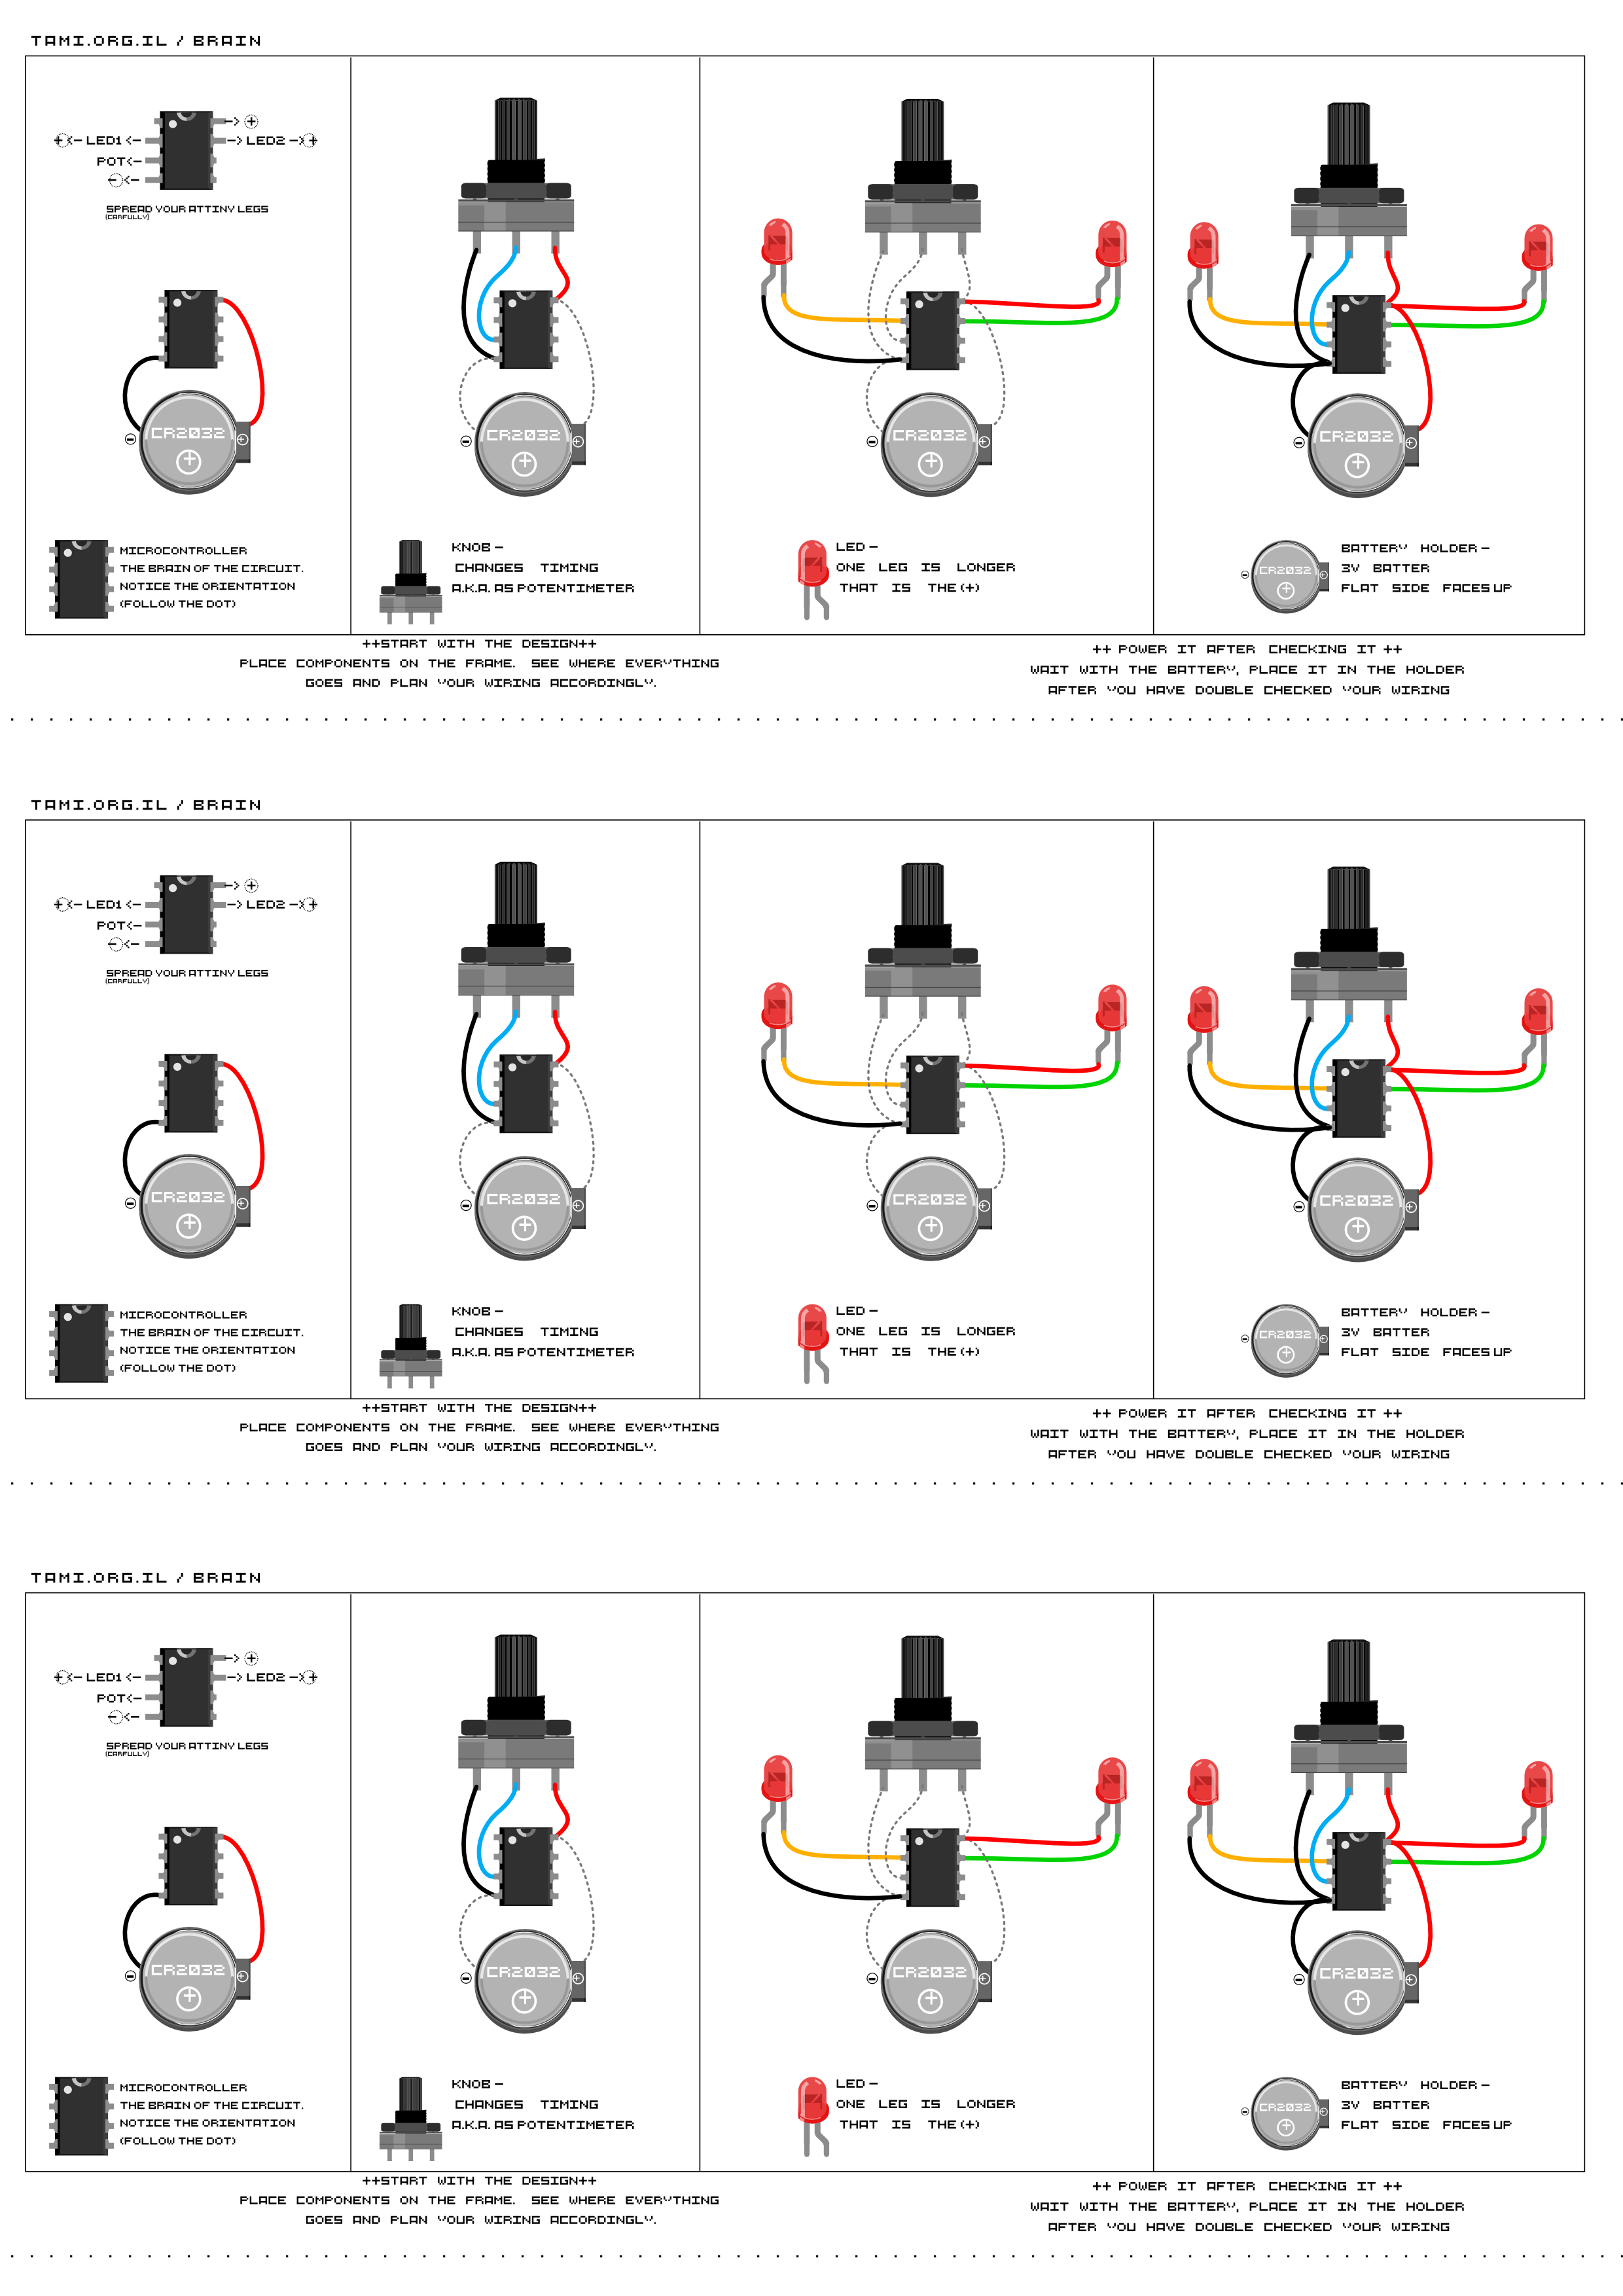 TAMI.ORG.IL / BRAIN
-> +
+ <- LED1 <-
-> LED2 -> +
POT <-
- <-
SPREAD YOUR ATTINY LEGS
(CARFULLY)
CR2032
+
-
+
CR2032
+
-
+
CR2032
+
-
+
CR2032
+
-
+
MICROCONTROLLER
THE BRAIN OF THE CIRCUIT.
NOTICE THE ORIENTATION
(FOLLOW THE DOT)
KNOB -
CHANGES TIMING
A.K.A. AS POTENTIMETER
LED -
ONE LEG IS LONGER
THAT IS THE (+)
CR2032
+
-
+
BATTERY HOLDER -
3V BATTER
FLAT SIDE FACES UP
++START WITH THE DESIGN++
PLACE COMPONENTS ON THE FRAME. SEE WHERE EVERYTHING
GOES AND PLAN YOUR WIRING ACCORDINGLY.
++ POWER IT AFTER CHECKING IT ++
WAIT WITH THE BATTERY, PLACE IT IN THE HOLDER
AFTER YOU HAVE DOUBLE CHECKED YOUR WIRING
TAMI.ORG.IL / BRAIN
-> +
+ <- LED1 <-
-> LED2 -> +
POT <-
- <-
SPREAD YOUR ATTINY LEGS
(CARFULLY)
CR2032
+
-
+
CR2032
+
-
+
CR2032
+
-
+
CR2032
+
-
+
MICROCONTROLLER
THE BRAIN OF THE CIRCUIT.
NOTICE THE ORIENTATION
(FOLLOW THE DOT)
KNOB -
CHANGES TIMING
A.K.A. AS POTENTIMETER
LED -
ONE LEG IS LONGER
THAT IS THE (+)
CR2032
+
-
+
BATTERY HOLDER -
3V BATTER
FLAT SIDE FACES UP
++START WITH THE DESIGN++
PLACE COMPONENTS ON THE FRAME. SEE WHERE EVERYTHING
GOES AND PLAN YOUR WIRING ACCORDINGLY.
++ POWER IT AFTER CHECKING IT ++
WAIT WITH THE BATTERY, PLACE IT IN THE HOLDER
AFTER YOU HAVE DOUBLE CHECKED YOUR WIRING
TAMI.ORG.IL / BRAIN
-> +
+ <- LED1 <-
-> LED2 -> +
POT <-
- <-
SPREAD YOUR ATTINY LEGS
(CARFULLY)
CR2032
+
-
+
CR2032
+
-
+
CR2032
+
-
+
CR2032
+
-
+
MICROCONTROLLER
THE BRAIN OF THE CIRCUIT.
NOTICE THE ORIENTATION
(FOLLOW THE DOT)
KNOB -
CHANGES TIMING
A.K.A. AS POTENTIMETER
LED -
ONE LEG IS LONGER
THAT IS THE (+)
CR2032
+
-
+
BATTERY HOLDER -
3V BATTER
FLAT SIDE FACES UP
++START WITH THE DESIGN++
PLACE COMPONENTS ON THE FRAME. SEE WHERE EVERYTHING
GOES AND PLAN YOUR WIRING ACCORDINGLY.
++ POWER IT AFTER CHECKING IT ++
WAIT WITH THE BATTERY, PLACE IT IN THE HOLDER
AFTER YOU HAVE DOUBLE CHECKED YOUR WIRING